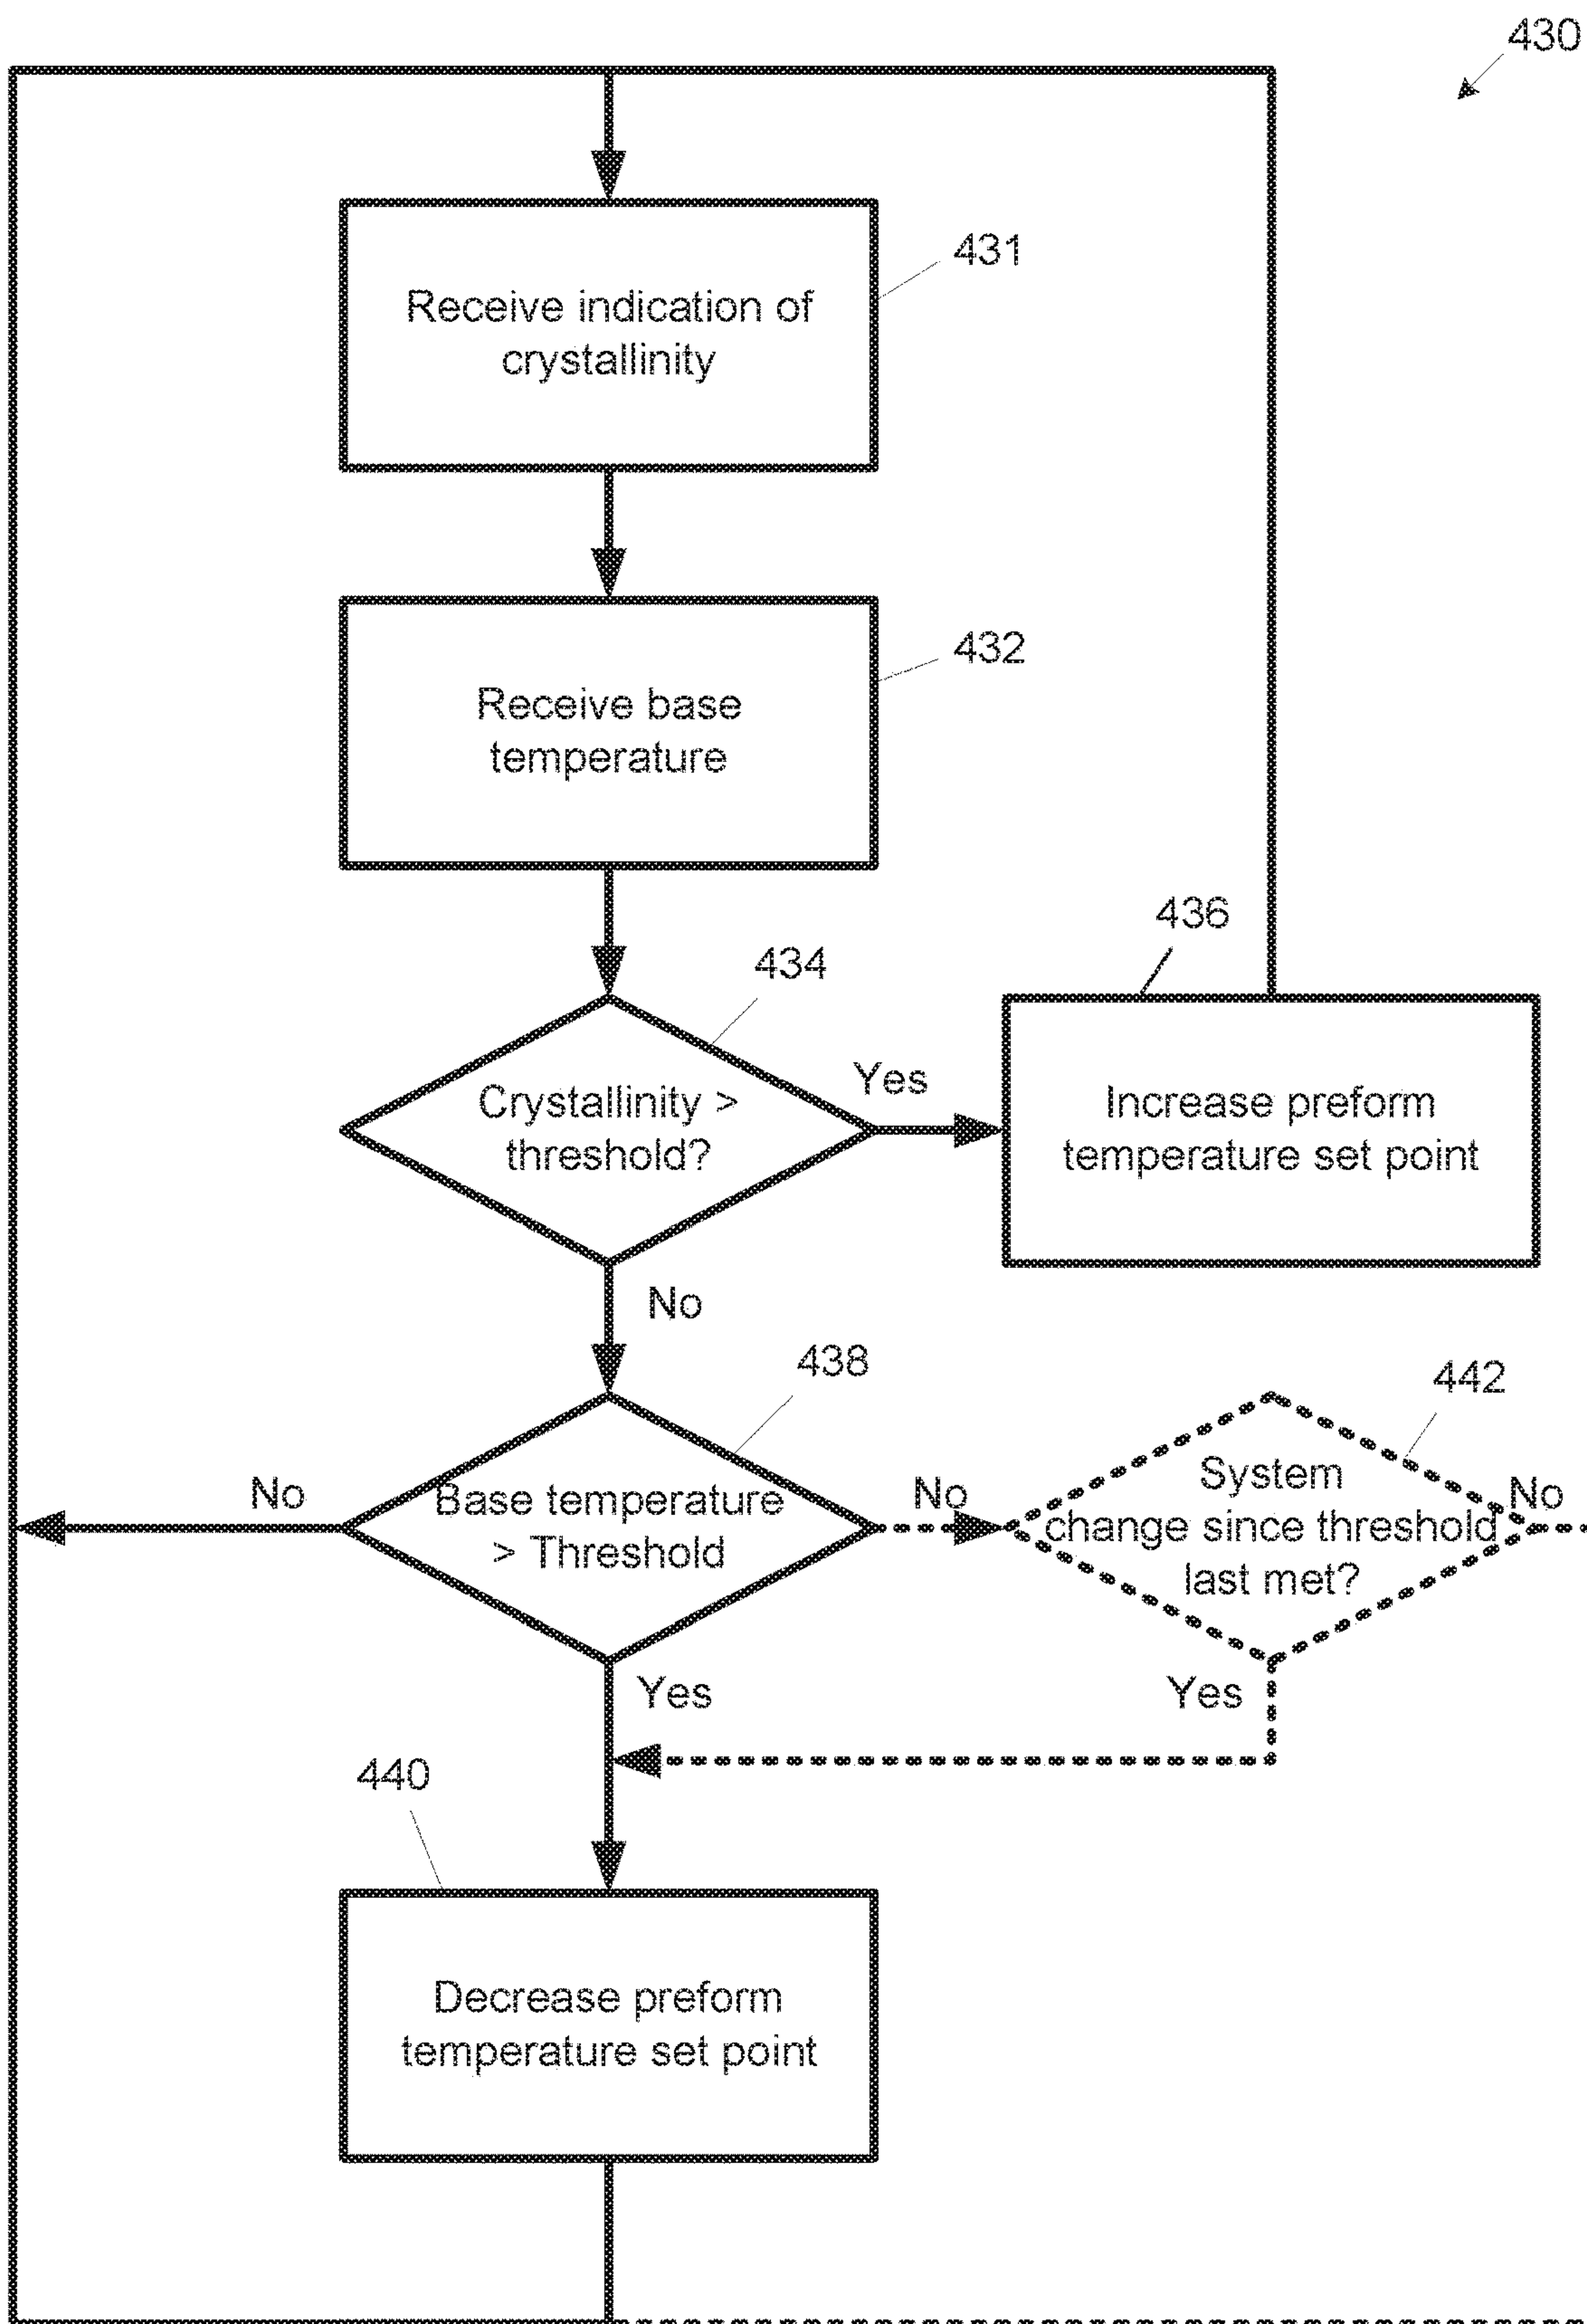 430
431
Receive indication of
crystallinity
432
Receive base
temperature
436
434
Yes
Crystallinity >
threshold?
Increase preform
temperature set point
No
438
442
No
Base temperature
> Threshold
No
System
change since threshold
last met?
No
Yes
Yes
440
Decrease preform
temperature set point